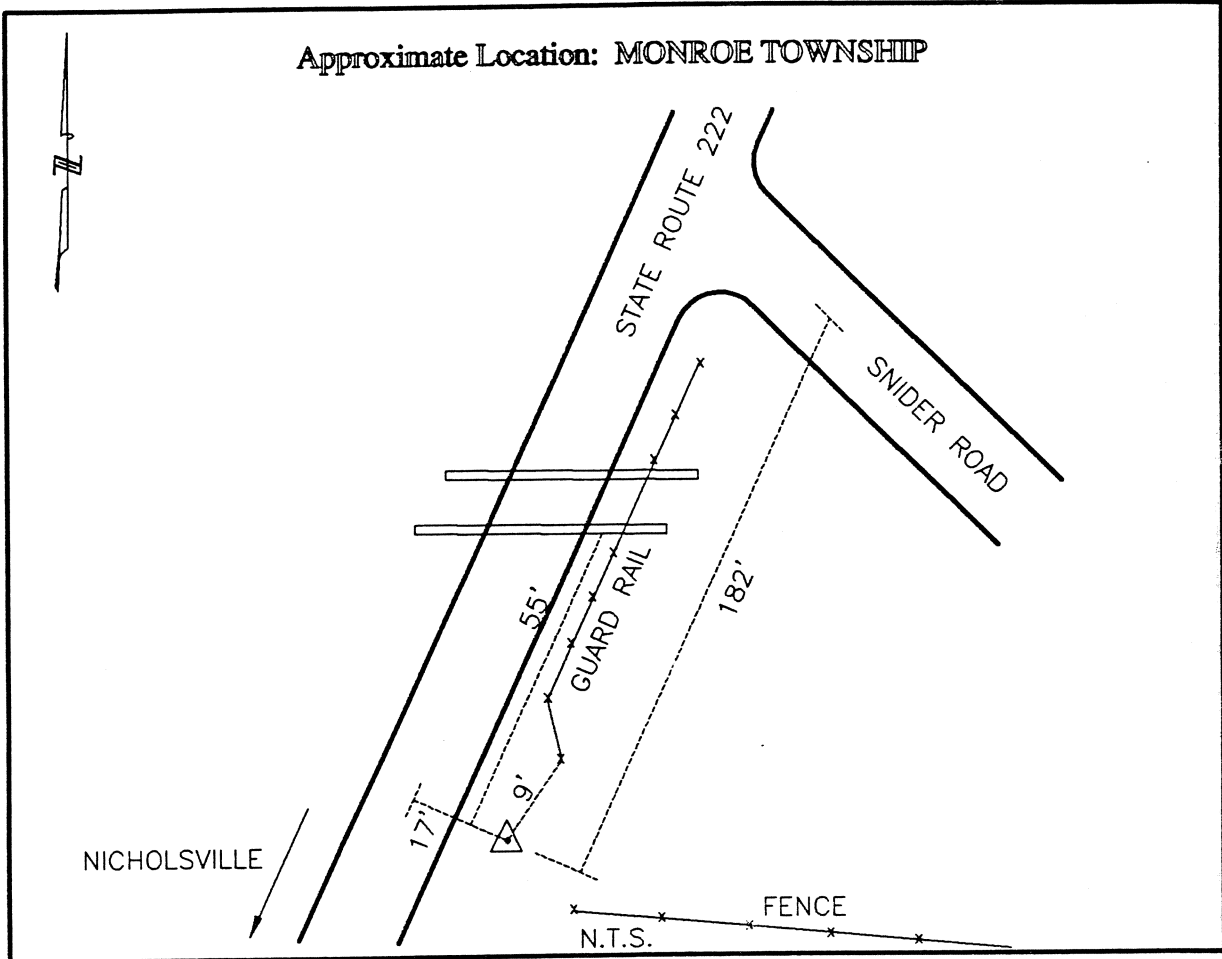 Approximate Location: MONROE TOWNSHIP
N
STATE ROUTE 222
SNIDER ROAD
55'
GUARD RAIL
182'
9'
17'
NICHOLSVILLE
FENCE
N.T.S.